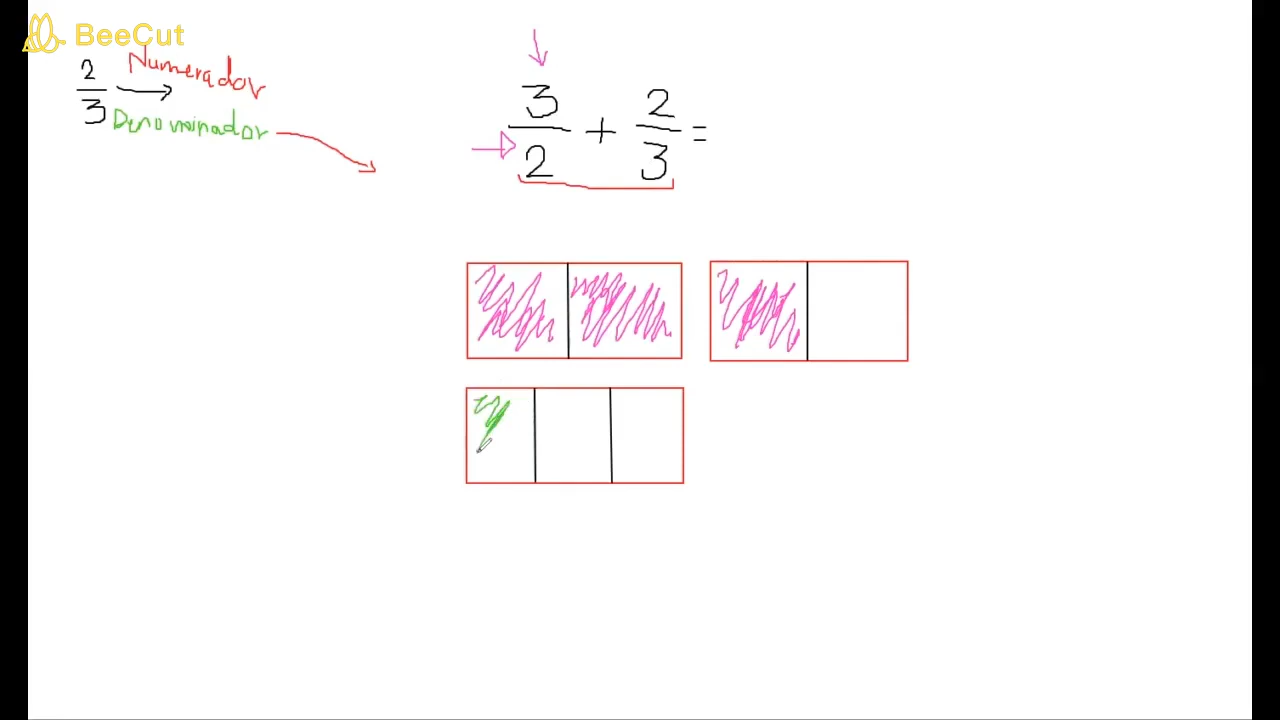 BeeCut
2/3 → Numerador
Denominador
3/2 + 2/3 =